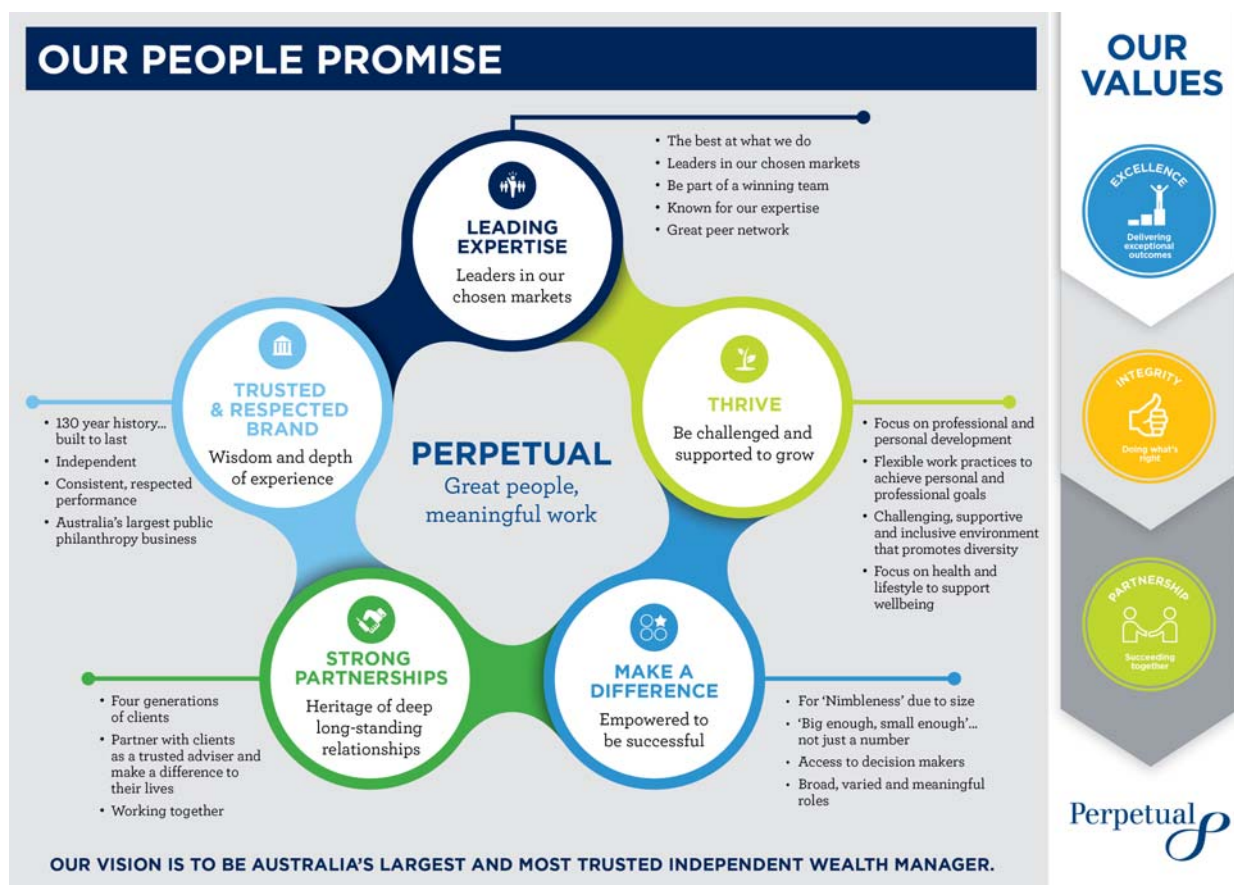 OUR PEOPLE PROMISE
LEADING
EXPERTISE
Leaders in our
chosen markets
• The best at what we do
• Leaders in our chosen markets
• Be part of a winning team
• Known for our expertise
• Great peer network
THRIVE
Be challenged and
supported to grow
• Focus on professional and
personal development
• Flexible work practices to
achieve personal and
professional goals
• Challenging, supportive
and inclusive environment
that promotes diversity
• Focus on health and
lifestyle to support
wellbeing
MAKE A
DIFFERENCE
Empowered to
be successful
• For ‘Nimbleness’ due to size
• ‘Big enough, small enough’...
not just a number
• Access to decision makers
• Broad, varied and meaningful
roles
STRONG
PARTNERSHIPS
Heritage of deep
long-standing
relationships
• Four generations
of clients
• Partner with clients
as a trusted adviser and
make a difference to
their lives
• Working together
TRUSTED
& RESPECTED
BRAND
Wisdom and depth
of experience
• 130 year history...
built to last
• Independent
• Consistent, respected
performance
• Australia’s largest public
philanthropy business
PERPETUAL
Great people,
meaningful work
OUR VISION IS TO BE AUSTRALIA’S LARGEST AND MOST TRUSTED INDEPENDENT WEALTH MANAGER.
OUR
VALUES
EXCELLENCE
Delivering
exceptional
outcomes
INTEGRITY
Doing what’s
right
PARTNERSHIP
Succeeding
together
Perpetual